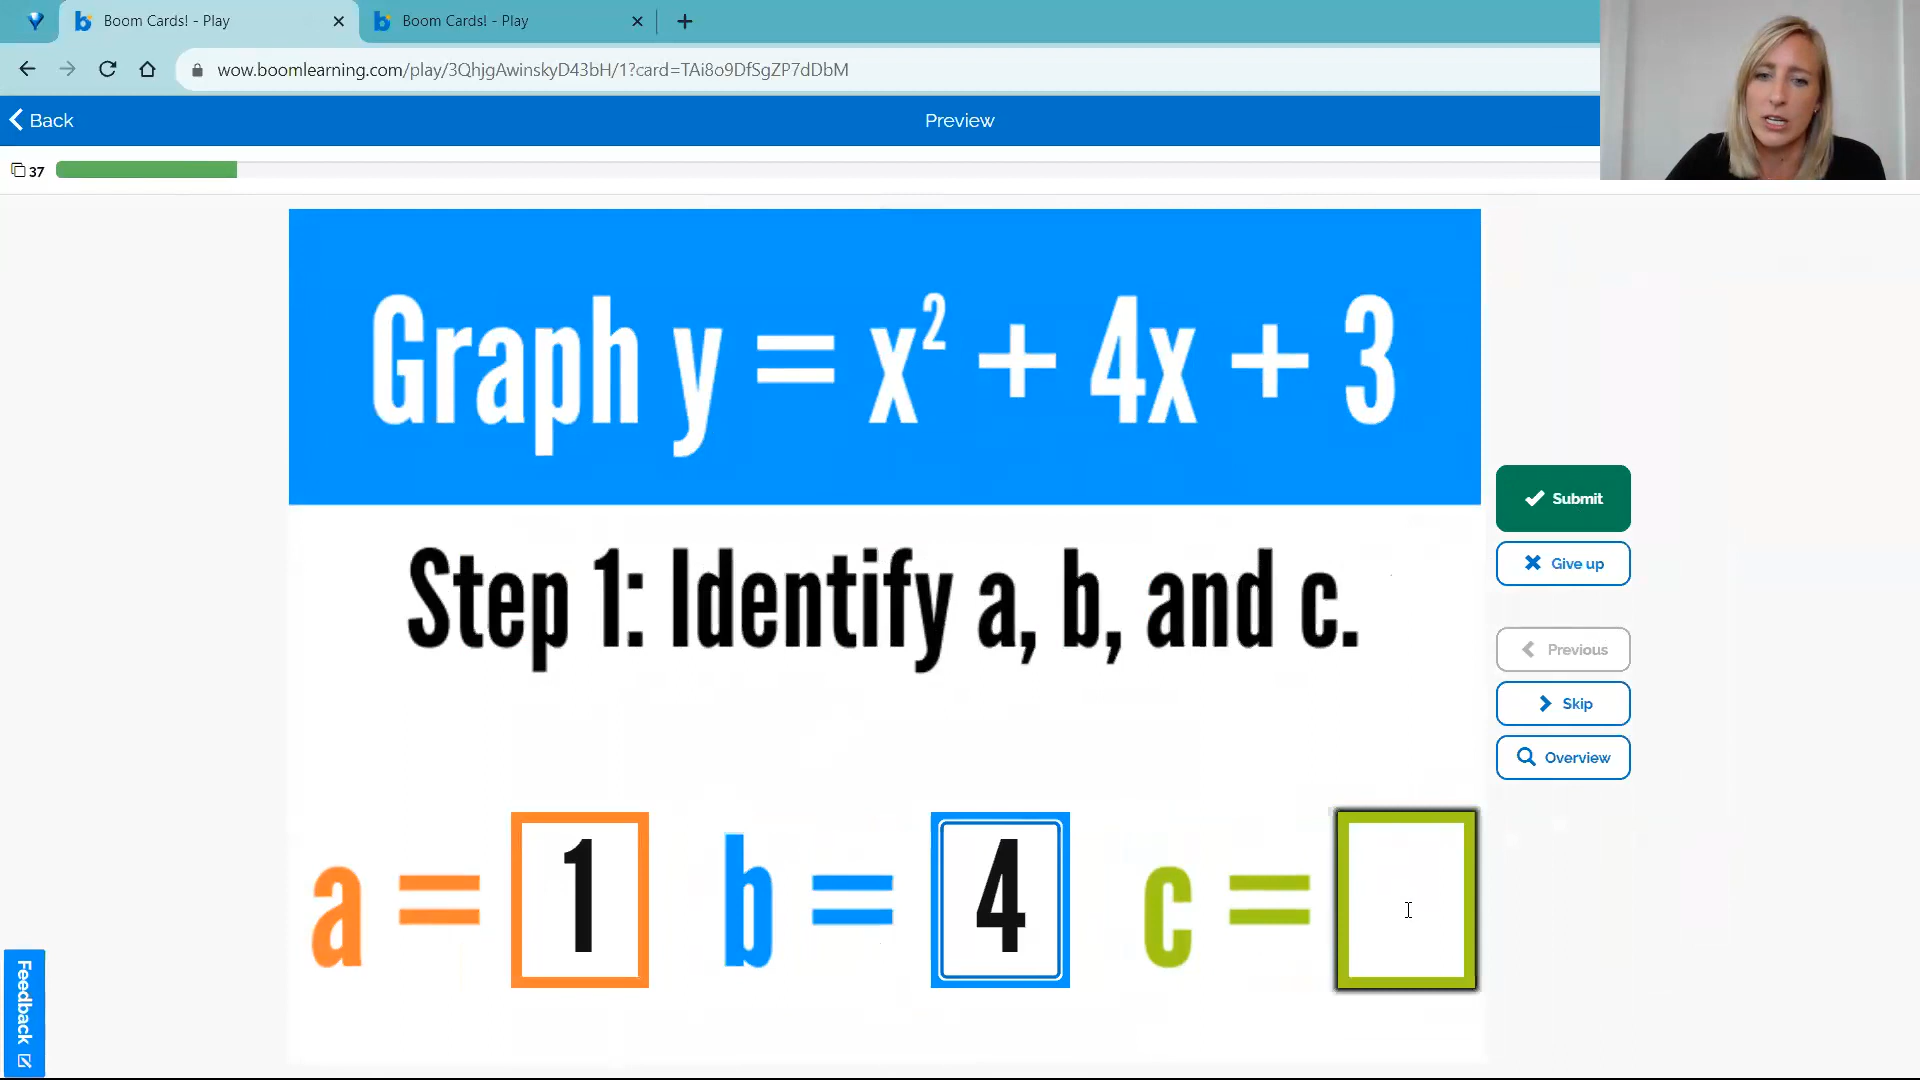 Boom Cards! - Play
Boom Cards! - Play
wow.boomlearning.com/play/3QhjgAwinskyD43bH/1?card=TAi8o9DfSgZP7dDbM
Back
Preview
37
Graph y = x² + 4x + 3
Step 1: Identify a, b, and c.
a = 1 b = 4 c =
Submit
Give up
Previous
Skip
Overview
Feedback